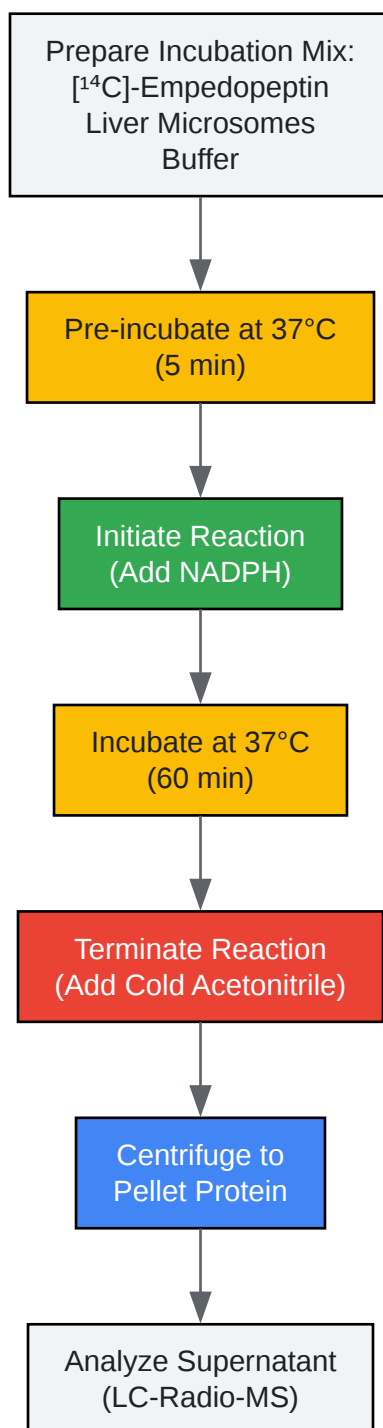 Prepare Incubation Mix:
[¹⁴C]-Empedopeptin
Liver Microsomes
Buffer
Pre-incubate at 37°C
(5 min)
Initiate Reaction
(Add NADPH)
Incubate at 37°C
(60 min)
Terminate Reaction
(Add Cold Acetonitrile)
Centrifuge to
Pellet Protein
Analyze Supernatant
(LC-Radio-MS)